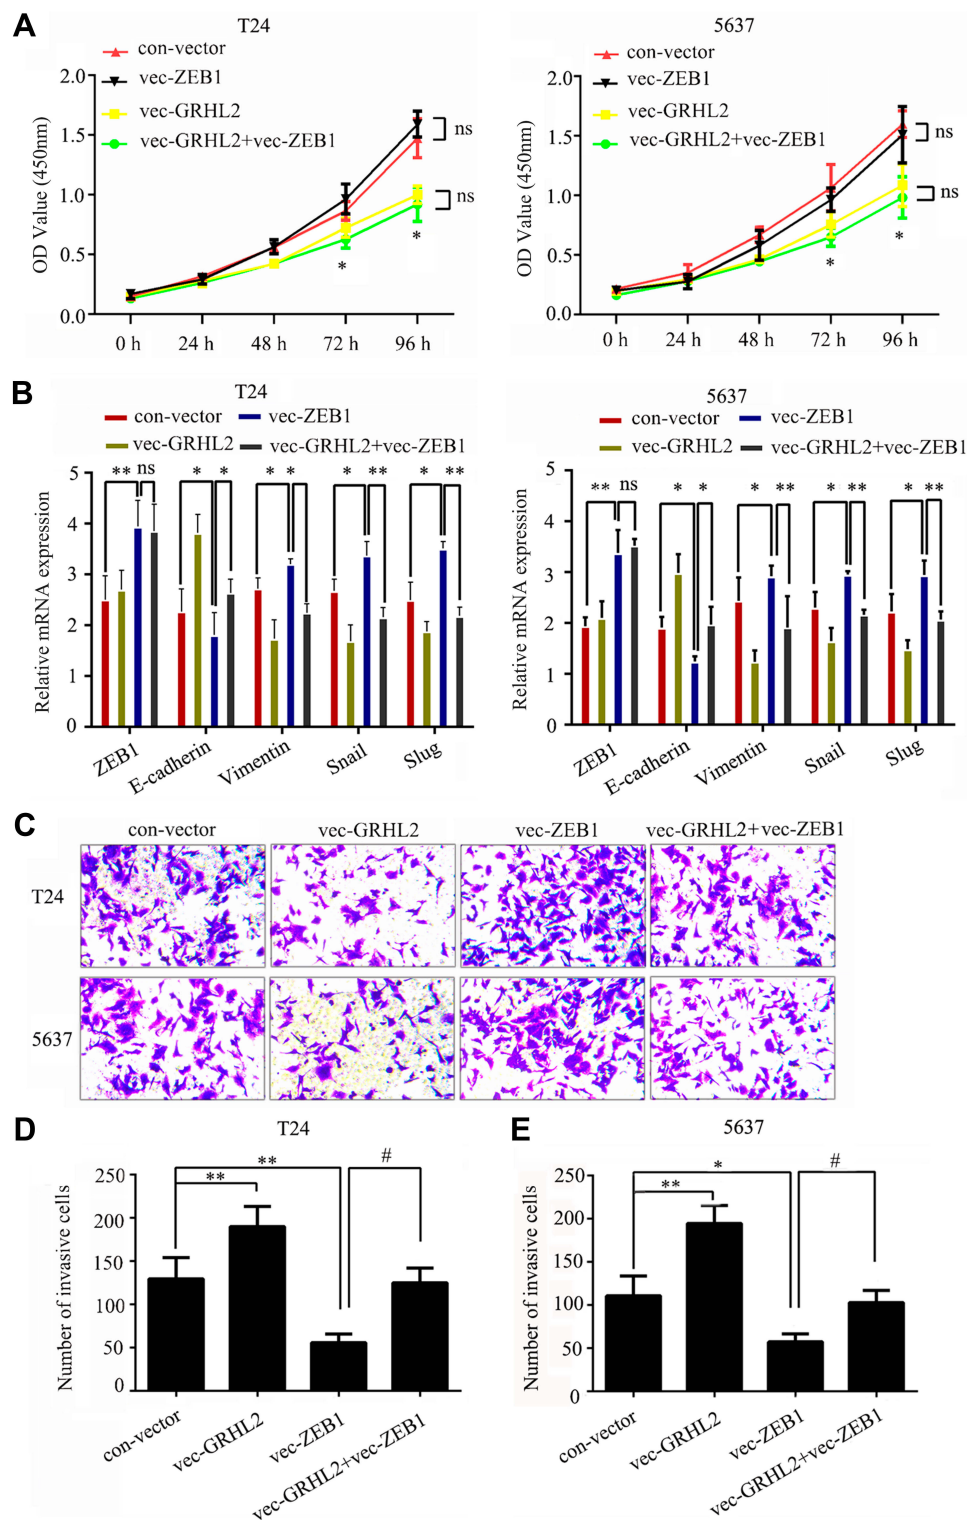 A
T24
con-vector
vec-ZEB1
vec-GRHL2
vec-GRHL2+vec-ZEB1
OD Value (450nm)
2.0
1.5
1.0
0.5
0.0
ns
ns
*
*
0 h
24 h
48 h
72 h
96 h
5637
con-vector
vec-ZEB1
vec-GRHL2
vec-GRHL2+vec-ZEB1
OD Value (450nm)
2.0
1.5
1.0
0.5
0.0
ns
ns
*
*
0 h
24 h
48 h
72 h
96 h
B
T24
con-vector
vec-ZEB1
vec-GRHL2
vec-GRHL2+vec-ZEB1
Relative mRNA expression
5
4
3
2
1
0
** ns * * * * * ** * **
ZEB1
E-cadherin
Vimentin
Snail
Slug
5637
con-vector
vec-ZEB1
vec-GRHL2
vec-GRHL2+vec-ZEB1
Relative mRNA expression
5
4
3
2
1
0
** ns * * * ** * ** * **
ZEB1
E-cadherin
Vimentin
Snail
Slug
C
con-vector
vec-GRHL2
vec-ZEB1
vec-GRHL2+vec-ZEB1
T24
5637
D
T24
Number of invasive cells
250
200
150
100
50
0
**
**
#
con-vector
vec-GRHL2
vec-ZEB1
vec-GRHL2+vec-ZEB1
E
5637
Number of invasive cells
250
200
150
100
50
0
*
**
#
con-vector
vec-GRHL2
vec-ZEB1
vec-GRHL2+vec-ZEB1